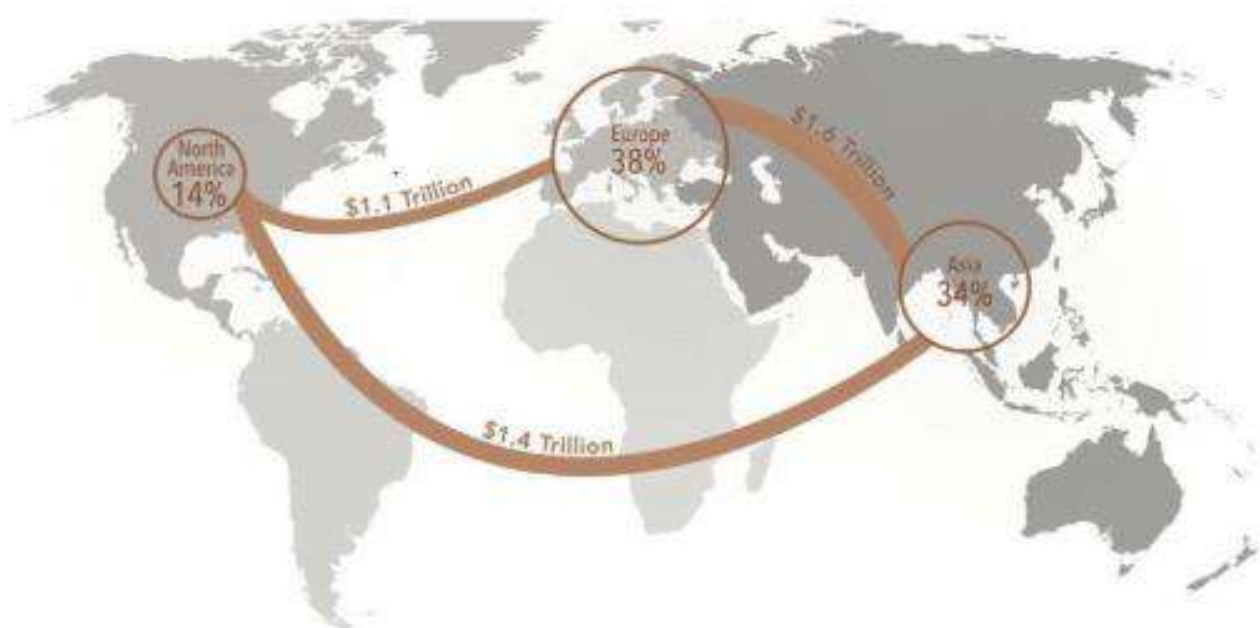 North
America
14%
$1.1 Trillion
Europe
38%
$1.6 Trillion
Asia
34%
$1.4 Trillion